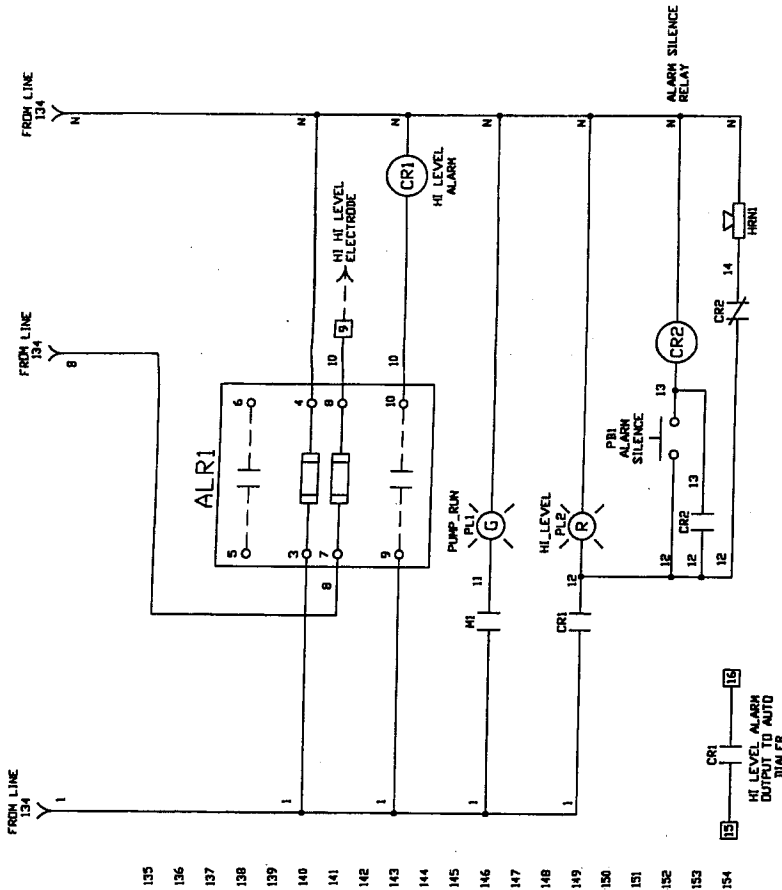 FROM LINE
134
1
FROM LINE
134
8
FROM LINE
134
N
135
136
137
138
139
140
141
142
143
144
145
146
147
148
149
150
151
152
153
154
ALR1
5
6
1
3
4
N
8
7
8
10
9
HI HI LEVEL
ELECTRODE
1
9
10
10
CR1
N
HI LEVEL
ALARM
PUMP_RUN
PL1
1
M1
11
G
N
HI_LEVEL
PL2
1
CR1
12
R
N
PB1
ALARM
SILENCE
12
13
CR2
N
ALARM SILENCE
RELAY
12
CR2
13
12
CR2
14
HRN1
N
15
CR1
16
HI LEVEL ALARM
OUTPUT TO AUTO
DIALER